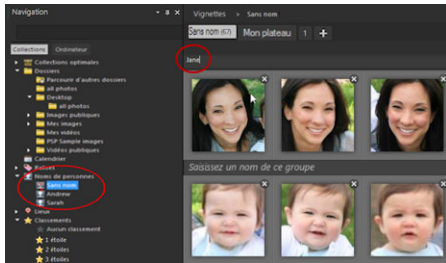 Navigation
Vignettes » Sans nom
Sans nom (67) Mon plateau 1 +
Collections Ordinateur
Jane
Collections optimales
Dossiers
Parcourir d'autres dossiers
all photos
Desktop
all photos
Images publiques
Mes images
Mes vidéos
PSP Sample images
Vidéos publiques
Calendrier
Balises
Noms de personnes
Sans nom
Andrew
Sarah
Lieux
Classements
Aucun classement
1 étoile
2 étoiles
3 étoiles
Saisissez un nom de ce groupe